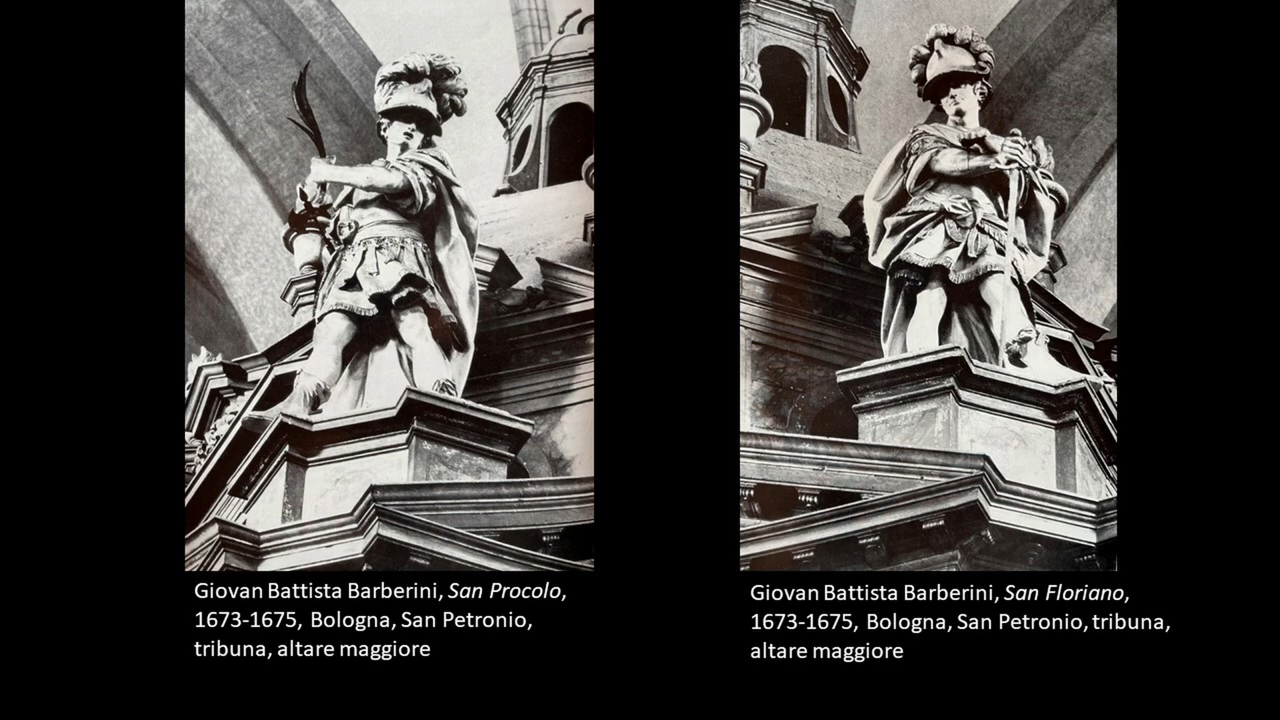 Giovan Battista Barberini, San Procolo,
1673-1675, Bologna, San Petronio,
tribuna, altare maggiore
Giovan Battista Barberini, San Floriano,
1673-1675, Bologna, San Petronio, tribuna,
altare maggiore